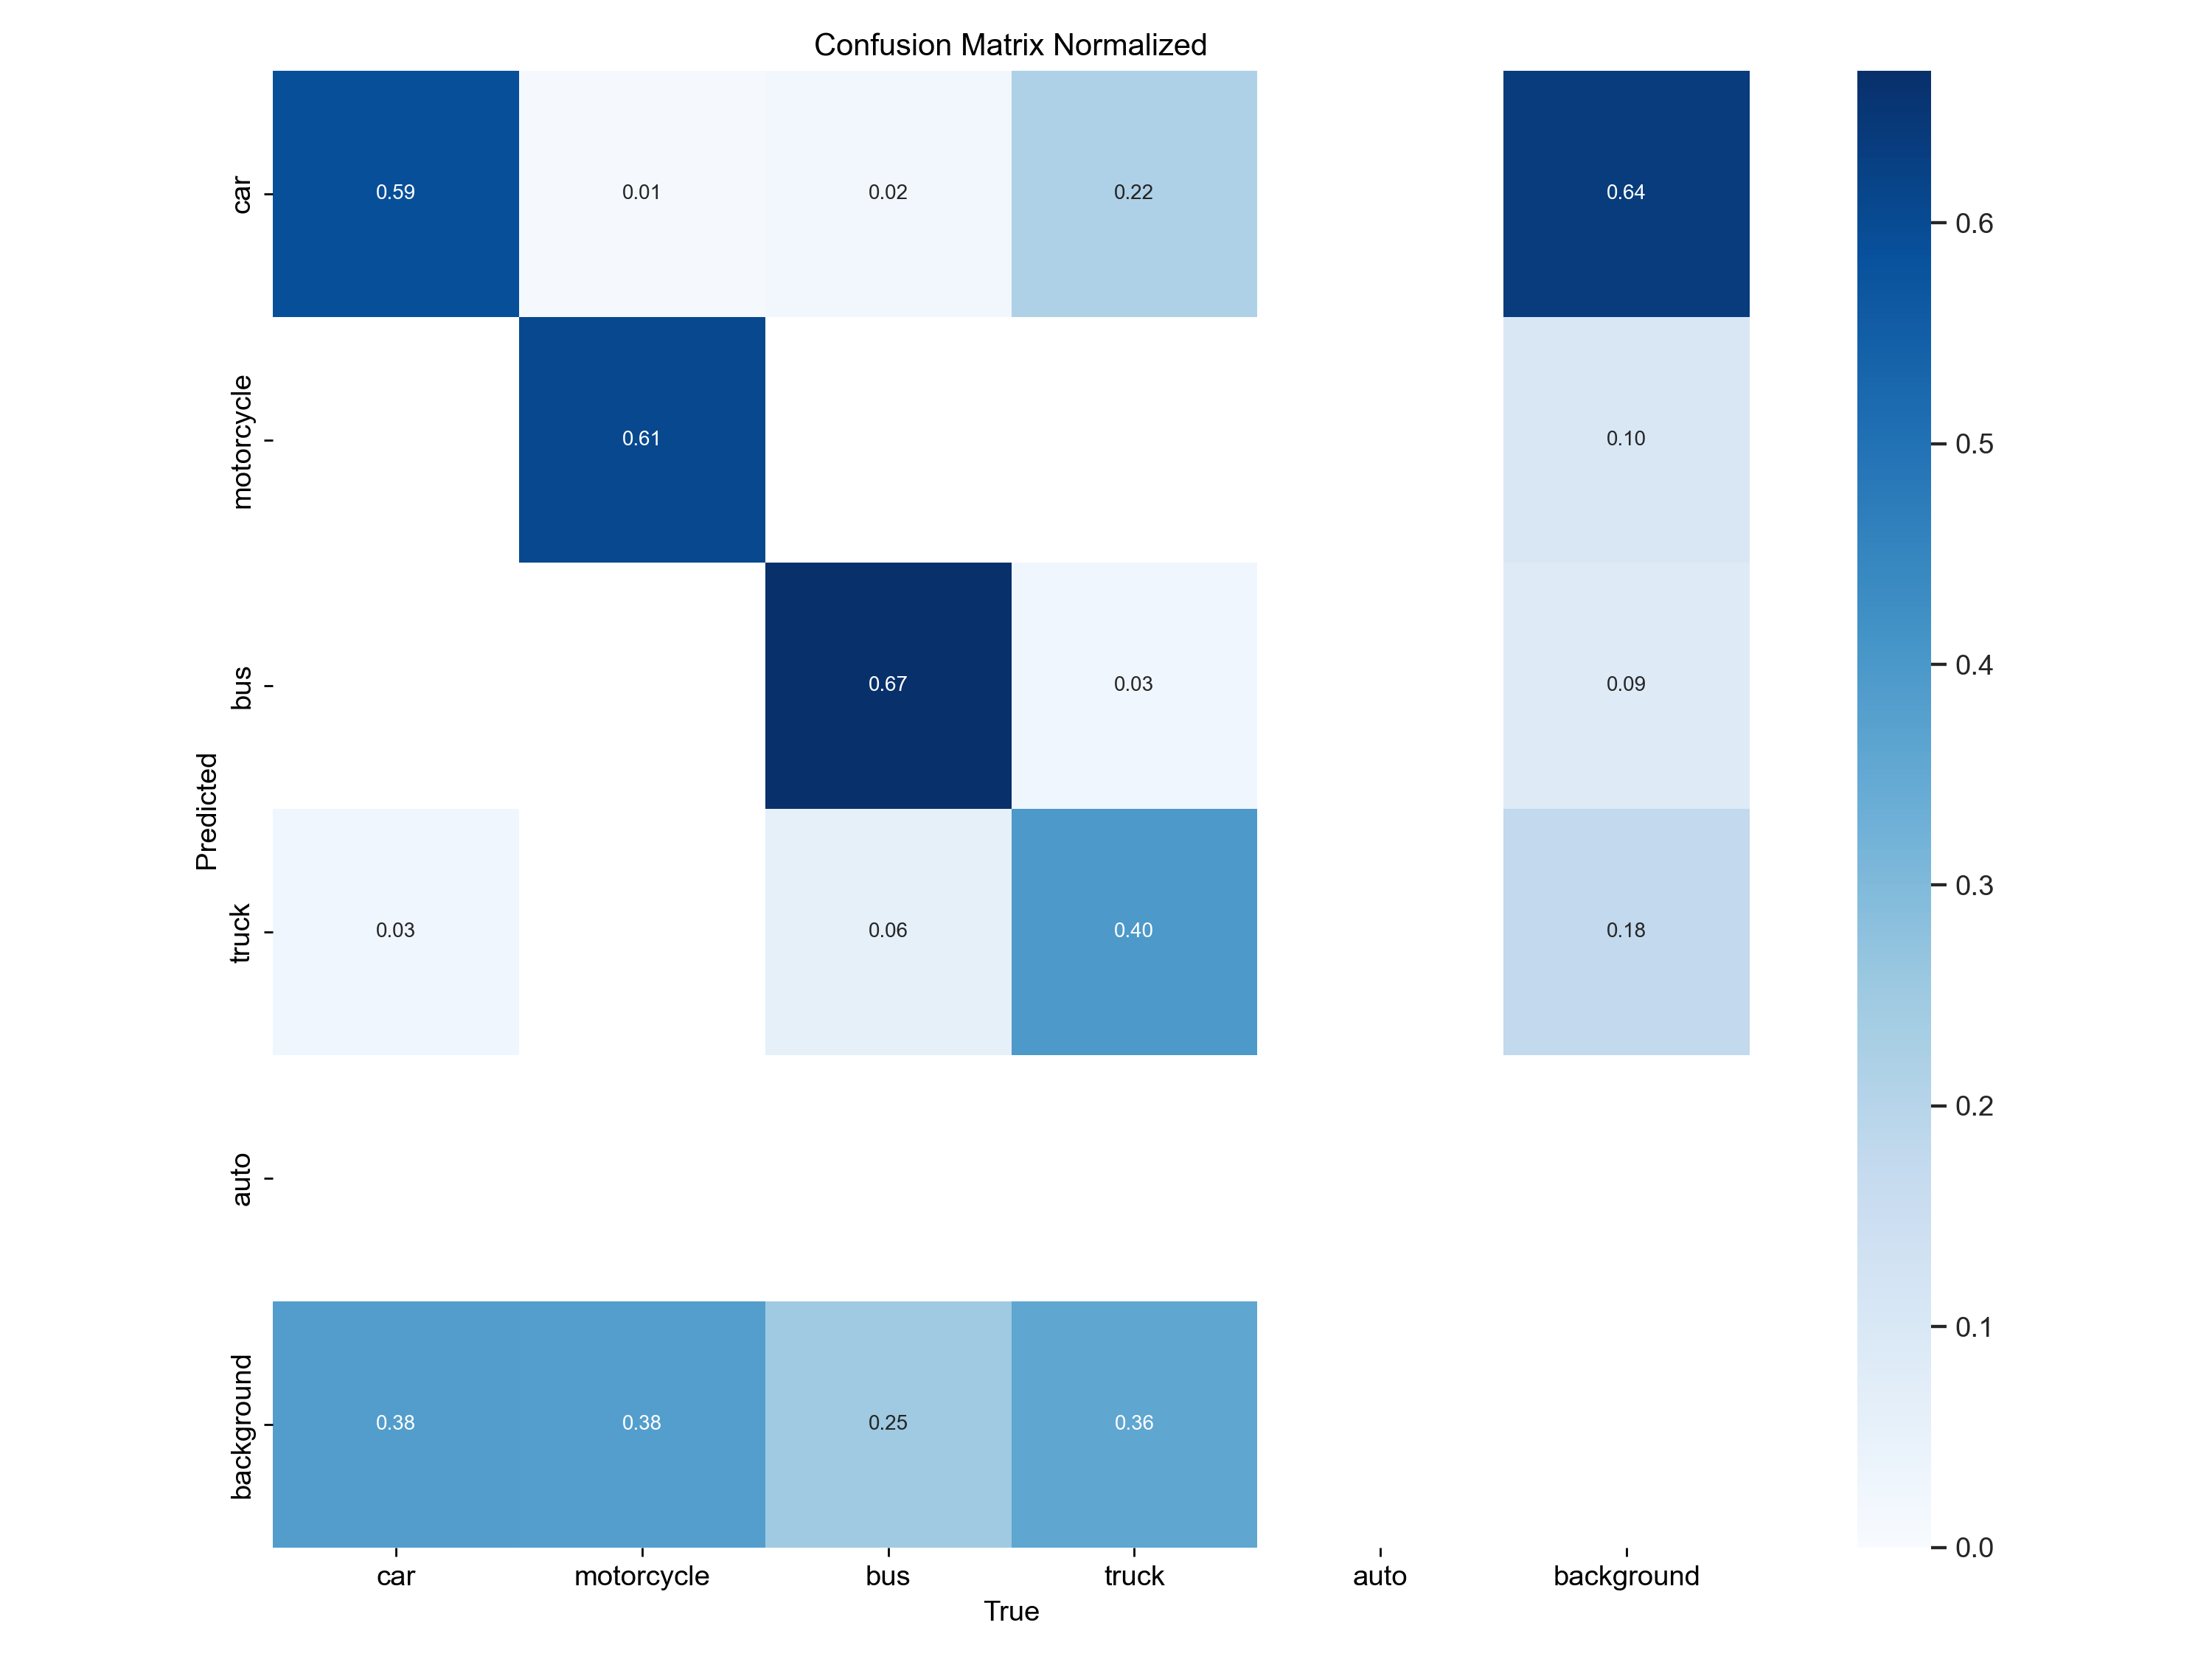 Confusion Matrix Normalized
car
0.59 0.01 0.02 0.22 0.64
motorcycle
0.61 0.10
bus
0.67 0.03 0.09
truck
0.03 0.06 0.40 0.18
auto
background
0.38 0.38 0.25 0.36
Predicted
car motorcycle bus truck auto background
True
0.6
0.5
0.4
0.3
0.2
0.1
0.0